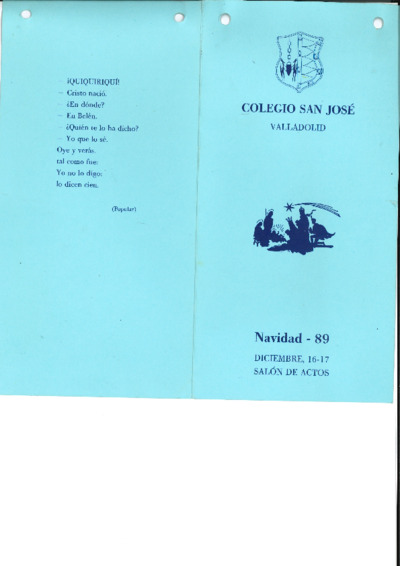 ¡QUIQUIRIQUÍ!
— Cristo nació.
— ¿En dónde?
— En Belén.
— ¿Quién te lo ha dicho?
— Yo que lo sé.
Oye y verás.
tal como fue:
Yo no lo digo:
lo dicen cien.
(Popular)
COLEGIO SAN JOSÉ
VALLADOLID
Navidad - 89
DICIEMBRE, 16-17
SALÓN DE ACTOS